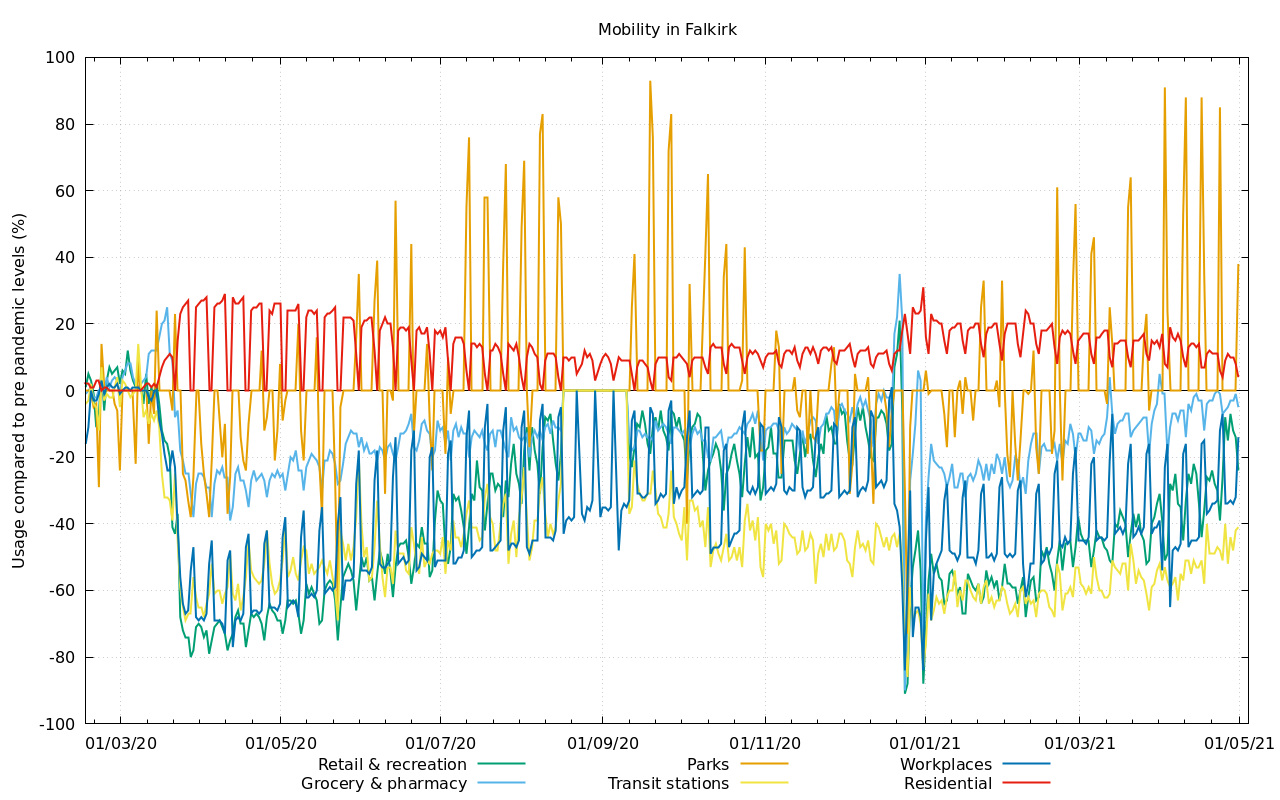 Mobility in Falkirk
Usage compared to pre pandemic levels (%)
100
80
60
40
20
0
-20
-40
-60
-80
-100
01/03/20 01/05/20 01/07/20 01/09/20 01/11/20 01/01/21 01/03/21 01/05/21
Retail & recreation Parks Workplaces
Grocery & pharmacy Transit stations Residential